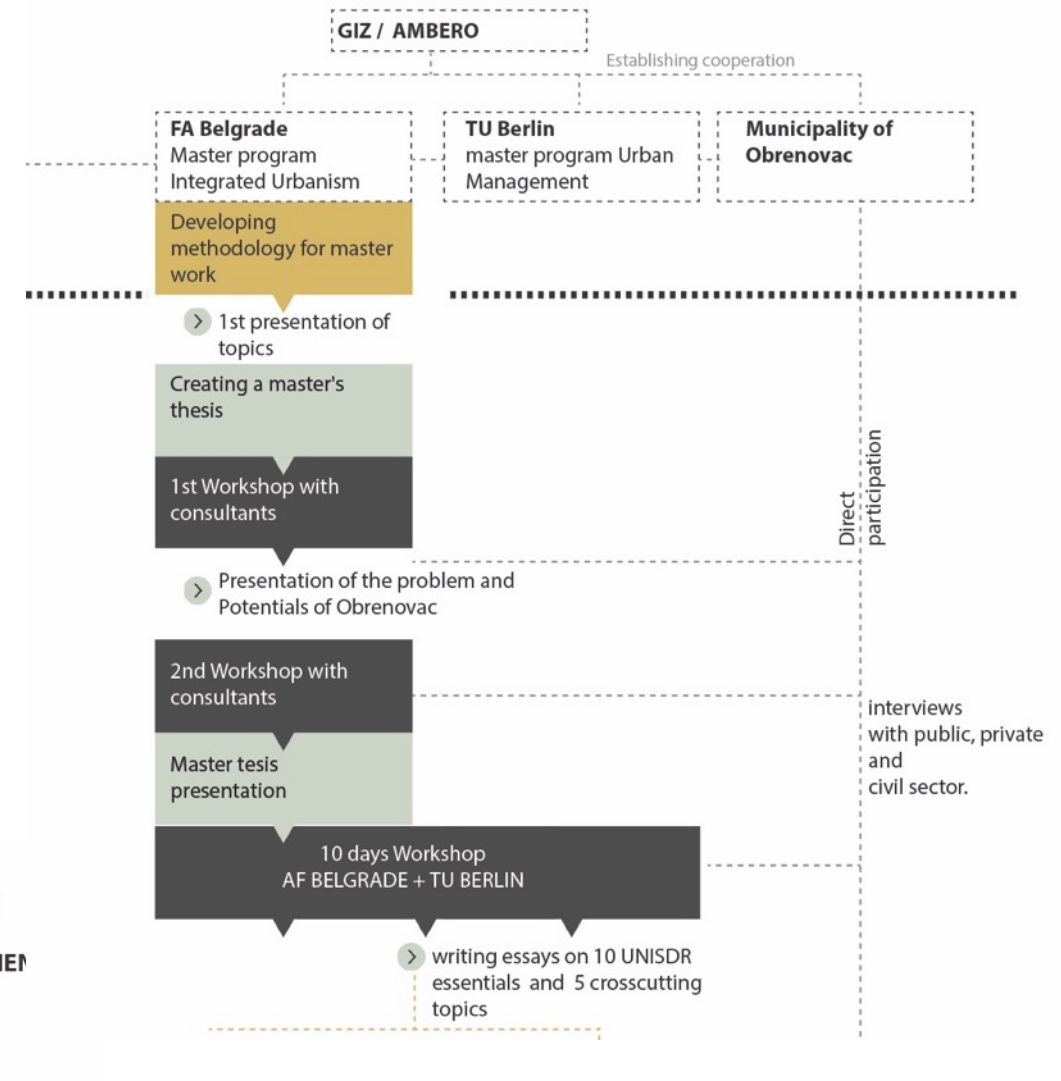 GIZ / AMBERO
Establishing cooperation
FA Belgrade
Master program
Integrated Urbanism
TU Berlin
master program Urban
Management
Municipality of
Obrenovac
Developing
methodology for master
work
1st presentation of
topics
Creating a master's
thesis
1st Workshop with
consultants
Direct
participation
Presentation of the problem and
Potentials of Obrenovac
2nd Workshop with
consultants
interviews
with public, private
and
civil sector.
Master tesis
presentation
10 days Workshop
AF BELGRADE + TU BERLIN
writing essays on 10 UNISDR
essentials and 5 crosscutting
topics